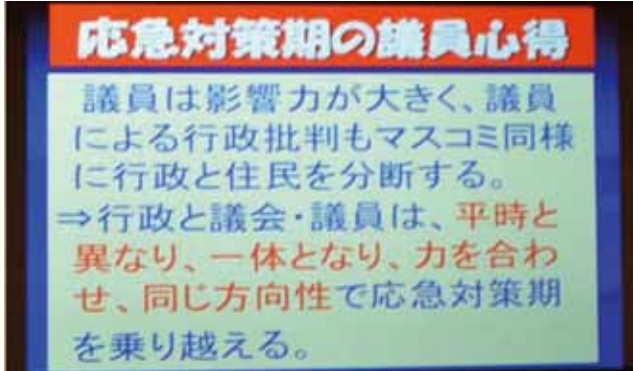 応急対策期の議員心得
議員は影響力が大きく、議員
による行政批判もマスコミ同様
に行政と住民を分断する。
⇒行政と議会・議員は、平時と
異なり、一体となり、力を合わ
せ、同じ方向性で応急対策期
を乗り越える。